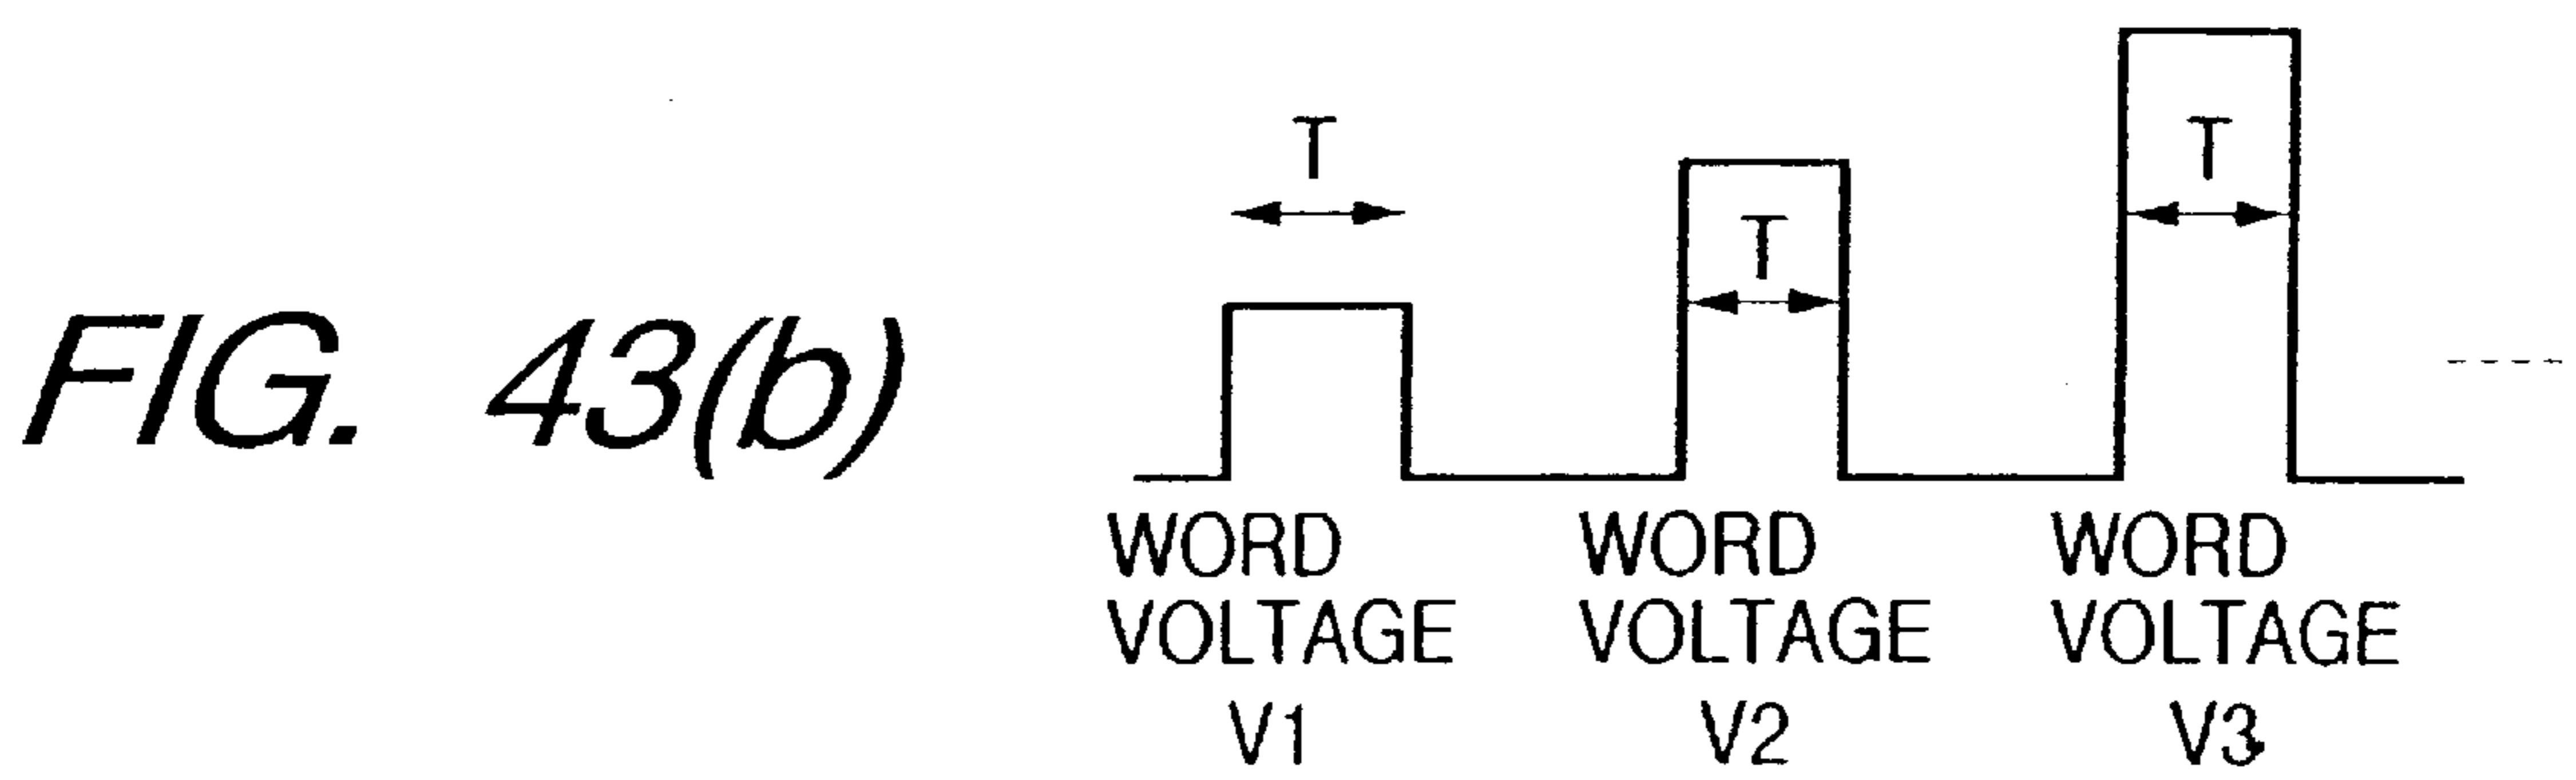 FIG. 43(b)
T
T
T
WORD VOLTAGE V1
WORD VOLTAGE V2
WORD VOLTAGE V3